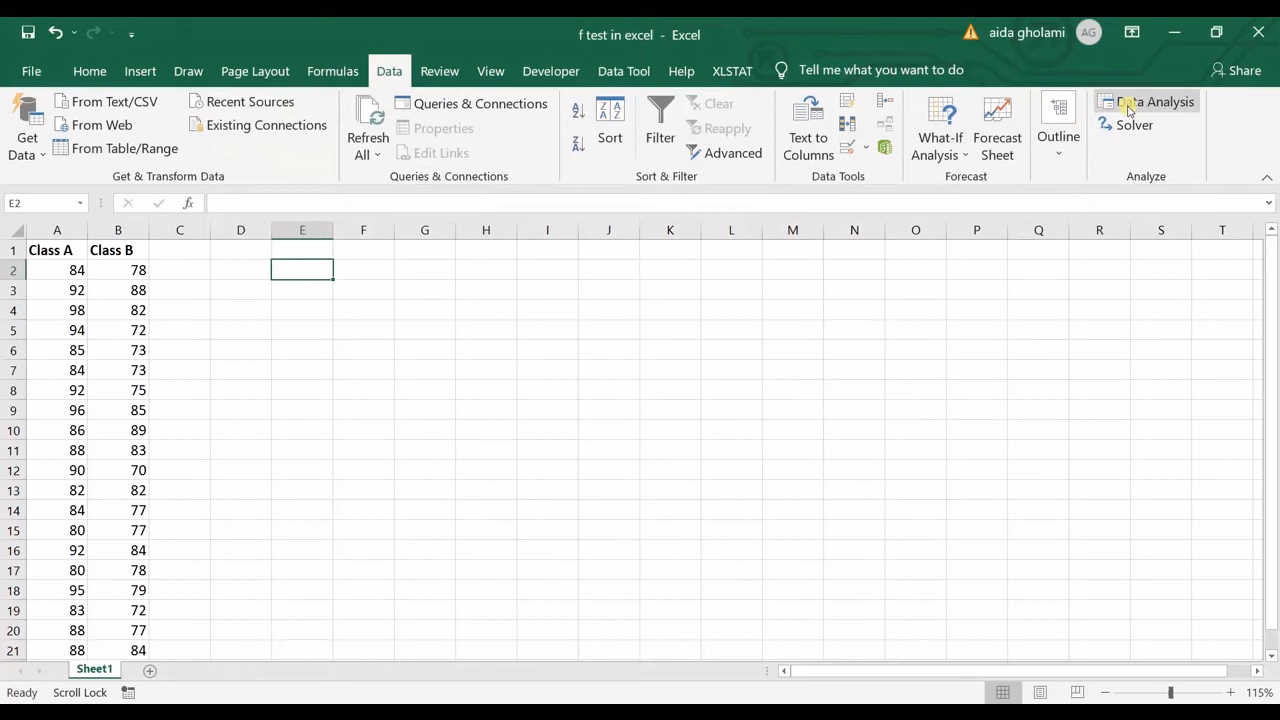 f test in excel - Excel
aida gholami AG
File Home Insert Draw Page Layout Formulas Data Review View Developer Data Tool Help XLSTAT Tell me what you want to do Share
Get Data
From Text/CSV
From Web
From Table/Range
Recent Sources
Existing Connections
Get & Transform Data
Refresh All
Queries & Connections
Properties
Edit Links
Queries & Connections
Sort
Filter
Clear
Reapply
Advanced
Sort & Filter
Text to Columns
Data Tools
What-If Analysis
Forecast Sheet
Forecast
Outline
Data Analysis
Solver
Analyze
E2 fx
A B C D E F G H I J K L M N O P Q R S T
1 Class A Class B
2 84 78
3 92 88
4 98 82
5 94 72
6 85 73
7 84 73
8 92 75
9 96 85
10 86 89
11 88 83
12 90 70
13 82 82
14 84 77
15 80 77
16 92 84
17 80 78
18 95 79
19 83 72
20 88 77
21 88 84
Sheet1
Ready Scroll Lock 115%